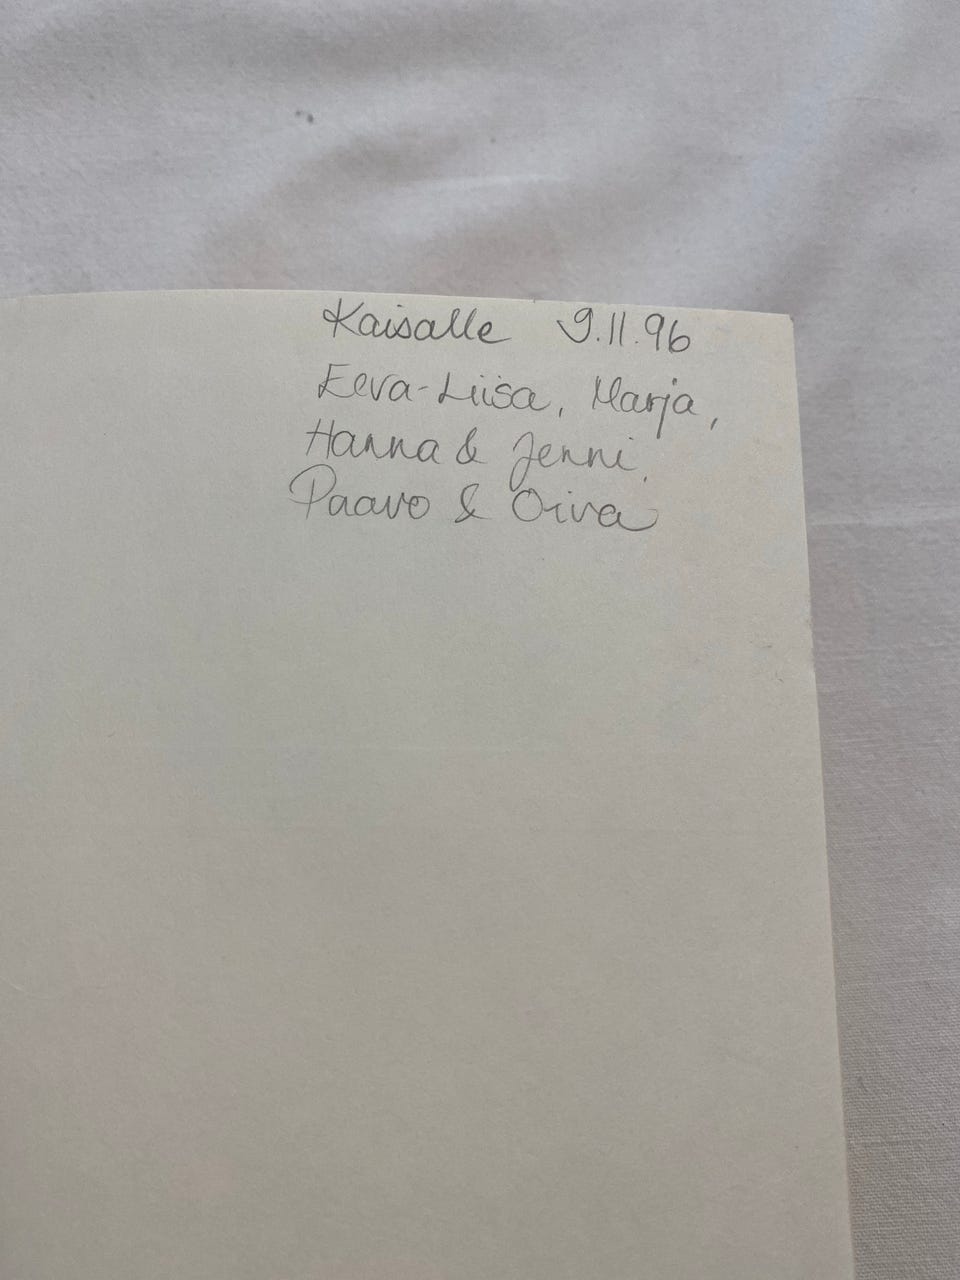 Kaisalle 9.11.96
Eeva-Liisa, Marja,
Hanna & Jenni,
Paavo & Oiva